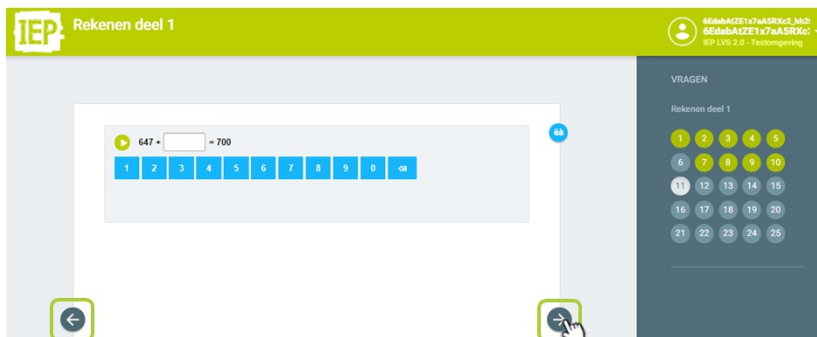 IEP
Rekenen deel 1
IEP LVS 2.0 - Testomgeving
VRAGEN
Rekenen deel 1
647 + = 700
1 2 3 4 5 6 7 8 9 0
1 2 3 4 5
6 7 8 9 10
11 12 13 14 15
16 17 18 19 20
21 22 23 24 25